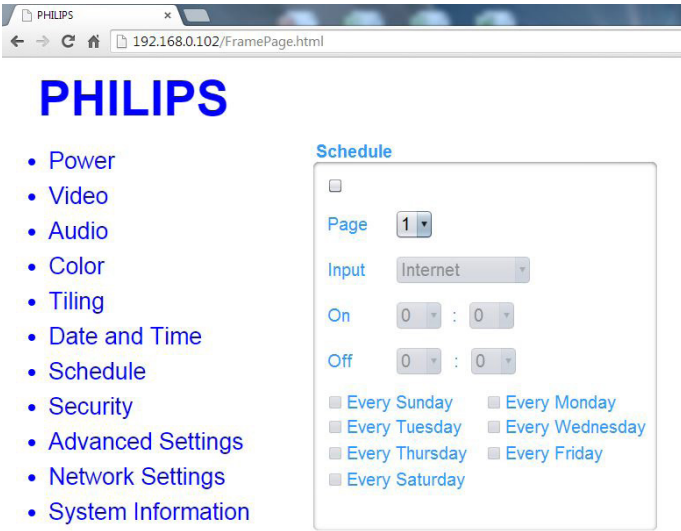 PHILIPS
192.168.0.102/FramePage.html
PHILIPS
Power
Video
Audio
Color
Tiling
Date and Time
Schedule
Security
Advanced Settings
Network Settings
System Information
Schedule
Page 1
Input Internet
On 0 : 0
Off 0 : 0
Every Sunday Every Monday
Every Tuesday Every Wednesday
Every Thursday Every Friday
Every Saturday